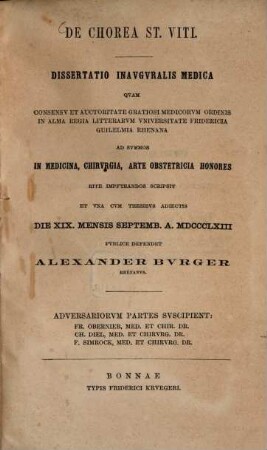 DE CHOREA ST. VITI.
DISSERTATIO INAVGVRALIS MEDICA
QVAM
CONSENSV ET AVCTORITATE GRATIOSI MEDICORVM ORDINIS
IN ALMA REGIA LITTERARVM VNIVERSITATE FRIDERICIA
GUILELMIA RHENANA
AD SVMMOS
IN MEDICINA, CHIRVRGIA, ARTE OBSTETRICIA HONORES
RITE IMPETRANDOS SCRIPSIT
ET VNA CVM THESIBVS ADIECTIS
DIE XIX. MENSIS SEPTEMB. A. MDCCCLXIII
PVBLICE DEFENDET
ALEXANDER BVRGER
RHENANVS.
ADVERSARIORVM PARTES SVSCIPIENT:
FR. OBERNIER, MED. ET CHIR. DR.
CH. DIEL, MED. ET CHIRVRG. DR.
F. SIMROCK, MED. ET CHIRVRG. DR.
BONNAE
TYPIS FRIDERICI KRVEGERI.